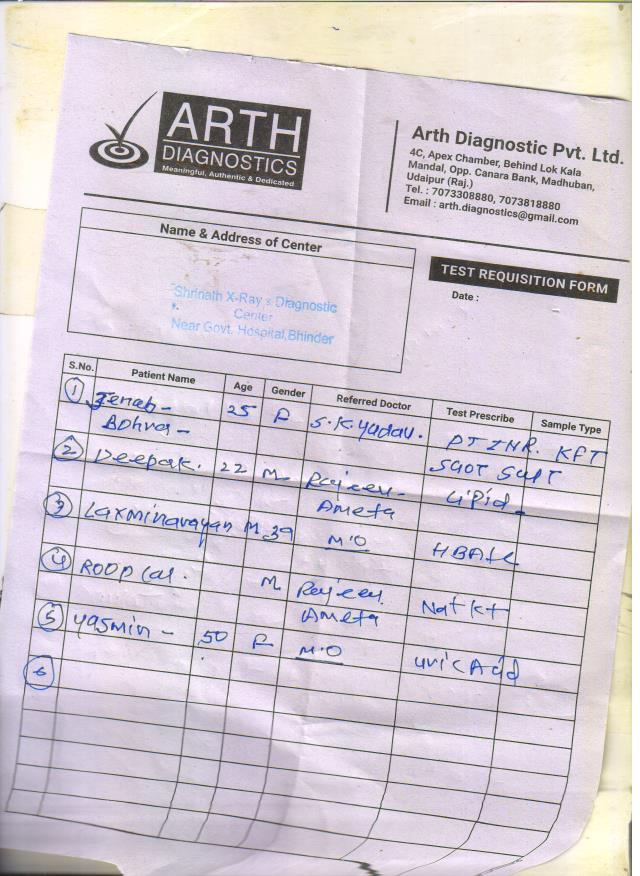 ARTH
DIAGNOSTICS
Meaningful, Authentic & Dedicated
Arth Diagnostic Pvt. Ltd.
4C, Apex Chamber, Behind Lok Kala
Mandal, Opp. Canara Bank, Madhuban,
Udaipur (Raj.)
Tel. : 7073308880, 7073818880
Email : arth.diagnostics@gmail.com
Name & Address of Center
Shrinath X-Ray & Diagnostic
Center
Near Govt. Hospital,Bhinder
TEST REQUISITION FORM
Date :
S.No. Patient Name Age Gender Referred Doctor Test Prescribe Sample Type
1 Jenab - 25 F S.K. Yadav. PT INR. KFT
Bohra - SGOT SGPT
2 Deepak. 22 M Rajeev - Lipid
Ameta
3 Laxminarayan M 39 M.O HBA1c
4 ROOP Lal. M Rajeev Na+ K+
Ameta
5 Yasmin - 50 F M.O Uric Acid
6